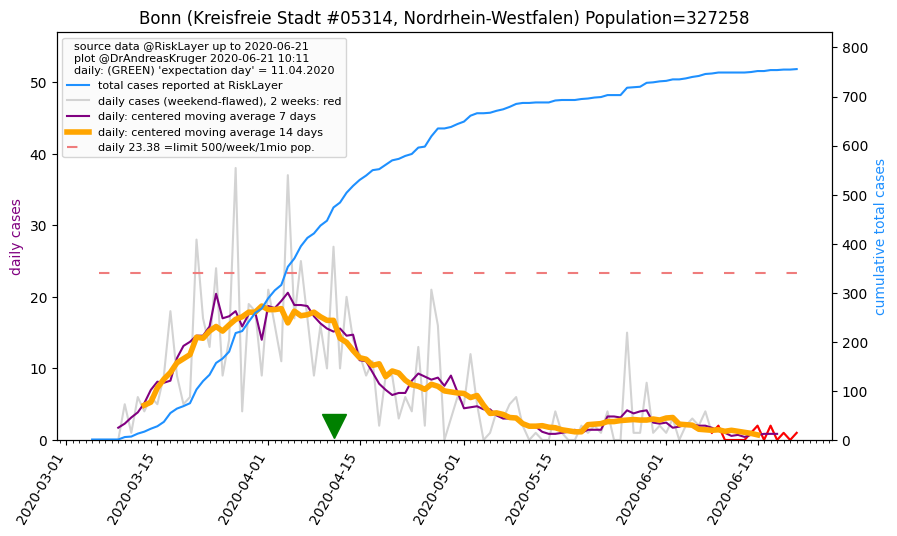 Bonn (Kreisfreie Stadt #05314, Nordrhein-Westfalen) Population=327258
source data @RiskLayer up to 2020-06-21
plot @DrAndreasKruger 2020-06-21 10:11
daily: (GREEN) 'expectation day' = 11.04.2020
total cases reported at RiskLayer
daily cases (weekend-flawed), 2 weeks: red
daily: centered moving average 7 days
daily: centered moving average 14 days
daily 23.38 =limit 500/week/1mio pop.
daily cases
50
40
30
20
10
0
800
700
600
500
400
300
200
100
0
cumulative total cases
2020-03-01
2020-03-15
2020-04-01
2020-04-15
2020-05-01
2020-05-15
2020-06-01
2020-06-15